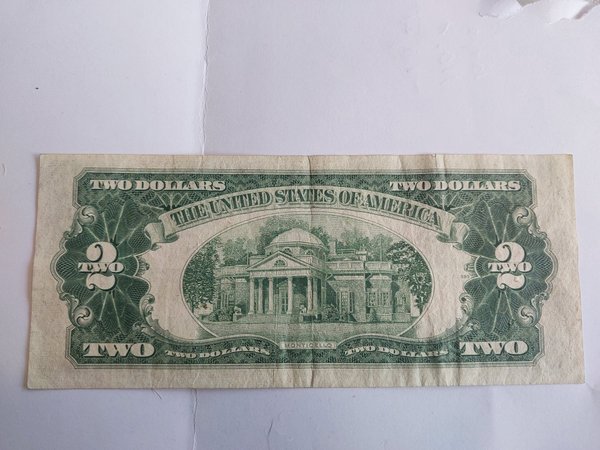 TWO DOLLARS TWO DOLLARS
THE UNITED STATES OF AMERICA
2 2
TWO TWO
MONTICELLO
TWO TWO DOLLARS TWO DOLLARS TWO